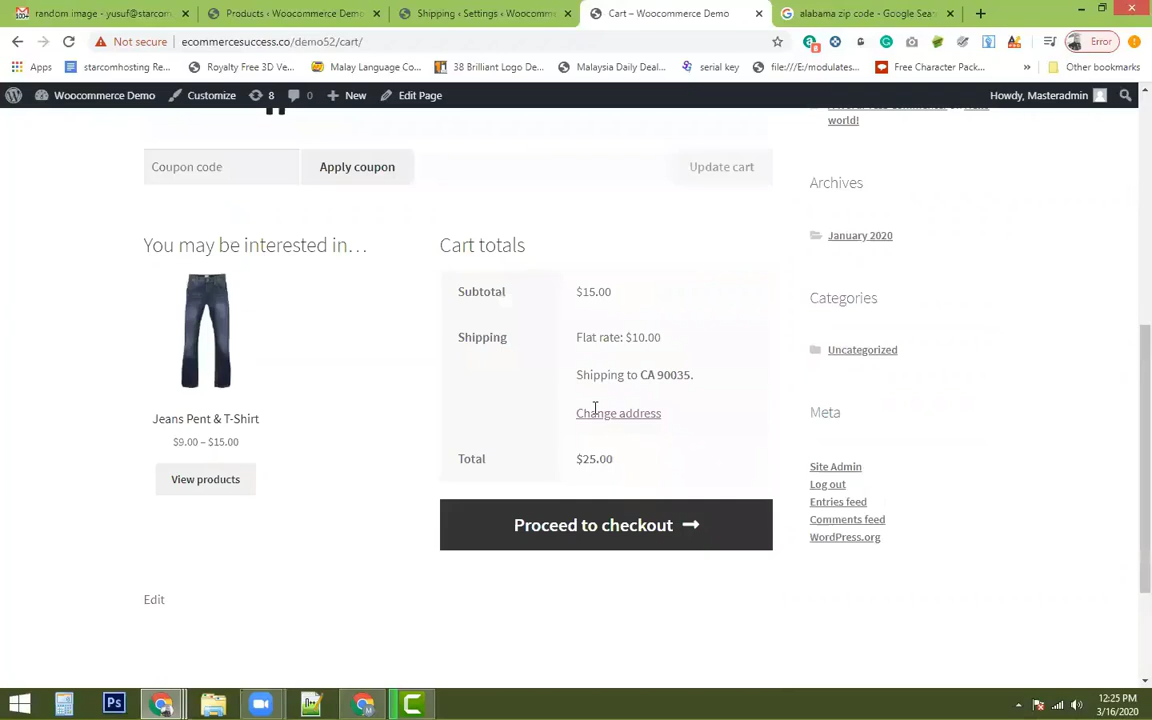 random image - yusuf@starcom
Products ‹ Woocommerce Demo
Shipping ‹ Settings ‹ Woocomm
Cart – Woocommerce Demo
alabama zip code - Google Sea
Not secure
ecommercesuccess.co/demo52/cart/
Error
Apps
starcomhosting Re...
Royalty Free 3D Ve...
Malay Language Co...
38 Brilliant Logo De...
Malaysia Daily Deal...
serial key
file:///E:/modulates...
Free Character Pack...
»
Other bookmarks
Woocommerce Demo
Customize
8
0
New
Edit Page
Howdy, Masteradmin
world!
Coupon code
Apply coupon
Update cart
Archives
January 2020
You may be interested in…
Cart totals
Subtotal
$15.00
Shipping
Flat rate: $10.00
Shipping to CA 90035.
Change address
Total
$25.00
Proceed to checkout
Jeans Pent & T-Shirt
$9.00 – $15.00
View products
Categories
Uncategorized
Meta
Site Admin
Log out
Entries feed
Comments feed
WordPress.org
Edit
Ps
12:25 PM
3/16/2020